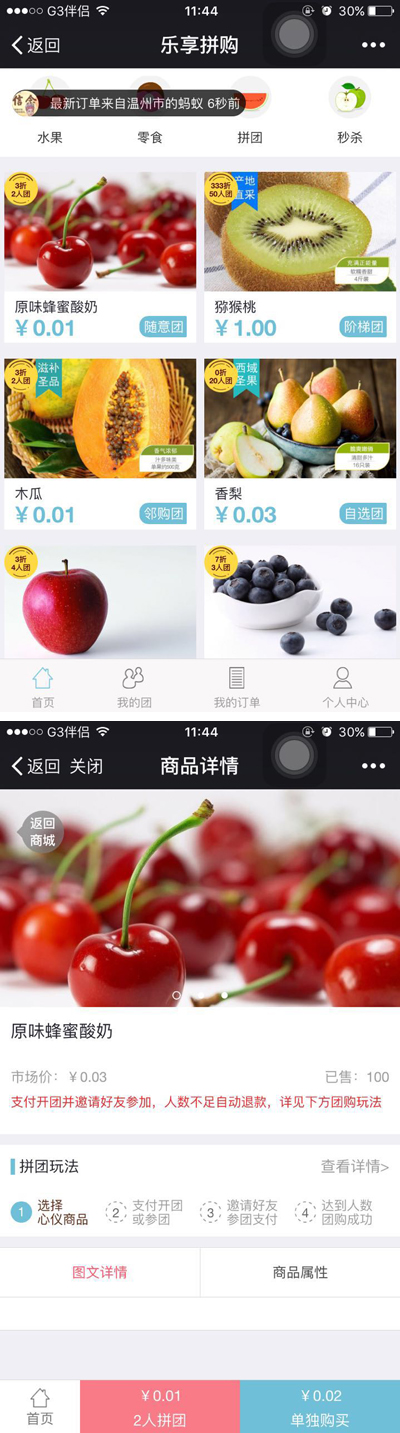 ●●●○○ G3伴侣 11:44 30%
返回 乐享拼购 •••
最新订单来自温州市的蚂蚁 6秒前
水果 零食 拼团 秒杀
3折
2人团
原味蜂蜜酸奶
￥0.01 随意团
333折
50人团
产地
直采
充满正能量
软糯香甜
4斤装
猕猴桃
￥1.00 阶梯团
3折
2人团
滋补
圣品
香气浓郁
汁多味美
单果约500克
木瓜
￥0.01 邻购团
0折
20人团
西域
圣果
清甜多汁
16只装
香梨
￥0.03 自选团
3折
4人团
7折
3人团
首页 我的团 我的订单 个人中心
●●●○○ G3伴侣 11:44 30%
返回 关闭 商品详情 •••
返回
商城
原味蜂蜜酸奶
市场价：￥0.03 已售：100
支付开团并邀请好友参加，人数不足自动退款，详见下方团购玩法
拼团玩法 查看详情>
1 选择
心仪商品
2 支付开团
或参团
3 邀请好友
参团支付
4 达到人数
团购成功
图文详情 商品属性
首页
￥0.01
2人拼团
￥0.02
单独购买